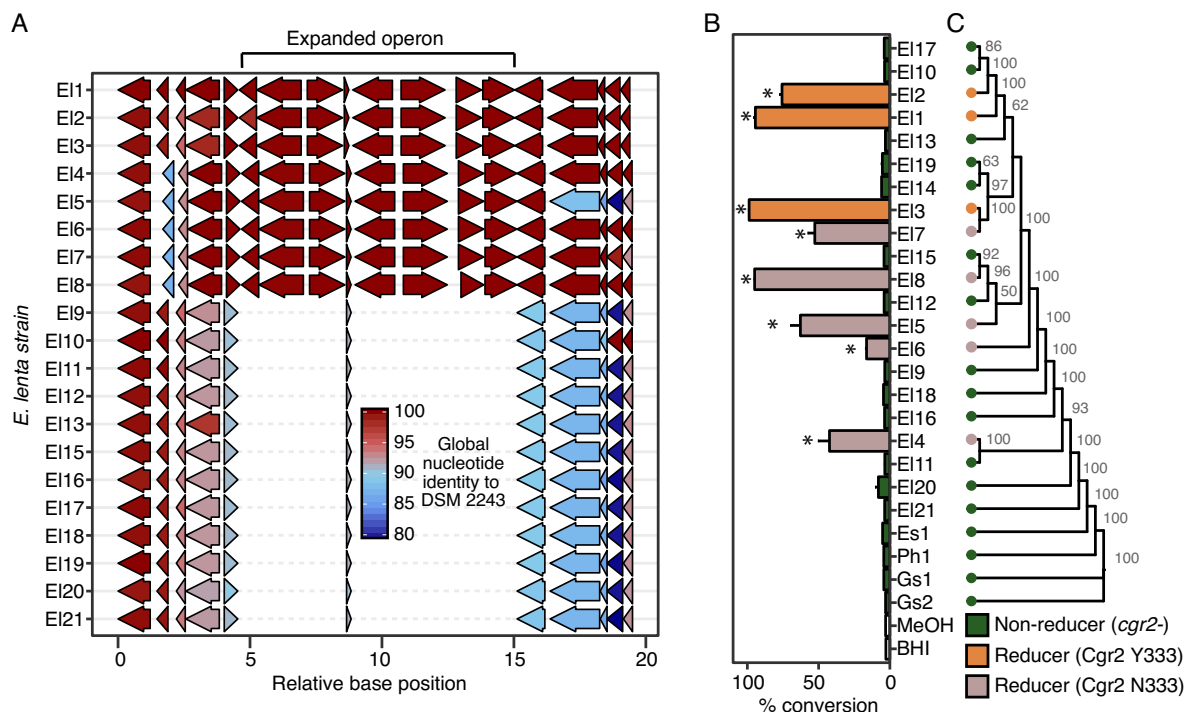 A
Expanded operon
El1
El2
El3
El4
El5
El6
El7
El8
El9
El10
El11
El12
El13
El15
El16
El17
El18
El19
El20
El21
E. lenta strain
100
95
90
85
80
Global
nucleotide
identity to
DSM 2243
0
5
10
15
20
Relative base position
B
*
*
*
*
*
*
*
*
El17
El10
El2
El1
El13
El19
El14
El3
El7
El15
El8
El12
El5
El6
El9
El18
El16
El4
El11
El20
El21
Es1
Ph1
Gs1
Gs2
MeOH
BHI
100
50
0
% conversion
C
86
100
100
62
63
97
100
100
92
96
50
100
100
100
93
100
100
100
100
100
100
Non-reducer (cgr2-)
Reducer (Cgr2 Y333)
Reducer (Cgr2 N333)